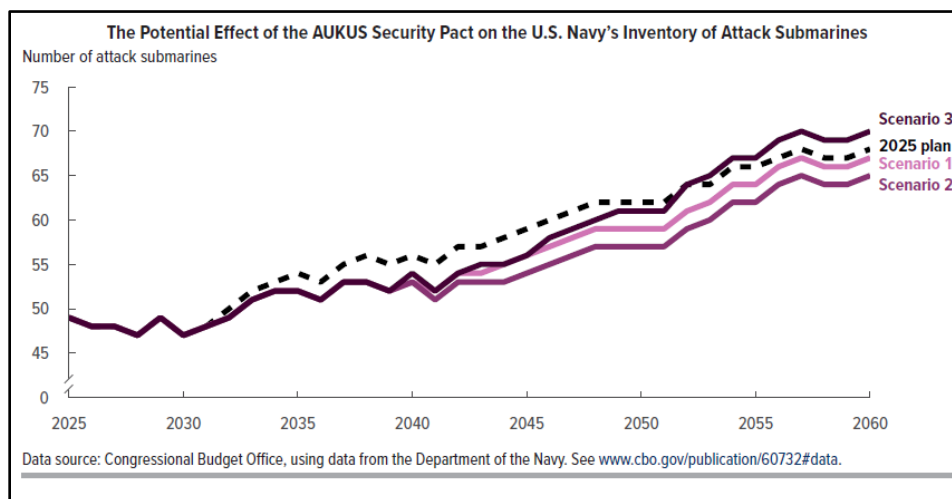 The Potential Effect of the AUKUS Security Pact on the U.S. Navy's Inventory of Attack Submarines
Number of attack submarines
75
70
65
60
55
50
45
0
Scenario 3
2025 plan
Scenario 1
Scenario 2
2025 2030 2035 2040 2045 2050 2055 2060
Data source: Congressional Budget Office, using data from the Department of the Navy. See www.cbo.gov/publication/60732#data.